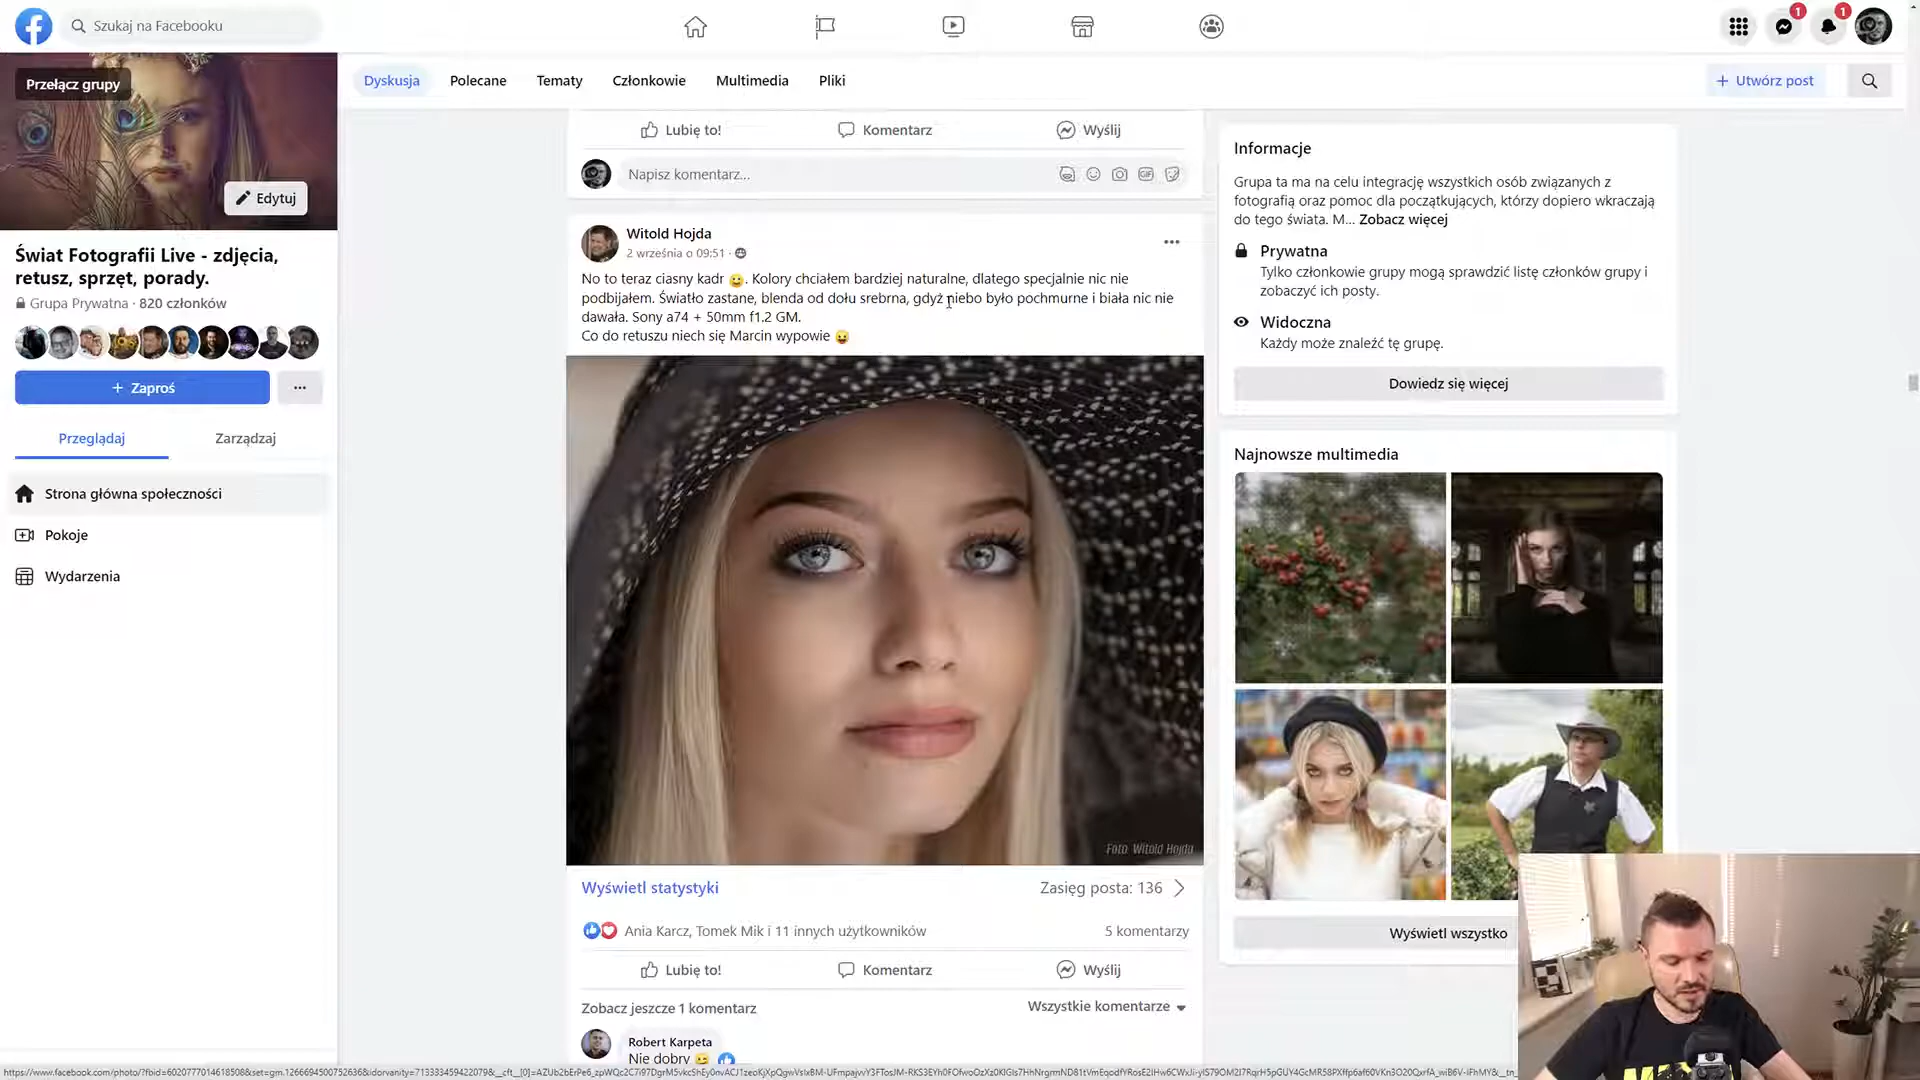 Szukaj na Facebooku
1
1
Przełącz grupy
Edytuj
Świat Fotografii Live - zdjęcia,
retusz, sprzęt, porady.
Grupa Prywatna · 820 członków
+ Zaproś
Przeglądaj
Zarządzaj
Strona główna społeczności
Pokoje
Wydarzenia
Dyskusja
Polecane
Tematy
Członkowie
Multimedia
Pliki
+ Utwórz post
Lubię to!
Komentarz
Wyślij
Napisz komentarz...
GIF
Witold Hojda
2 września o 09:51 ·
No to teraz ciasny kadr 😀. Kolory chciałem bardziej naturalne, dlatego specjalnie nic nie
podbijałem. Światło zastane, blenda od dołu srebrna, gdyż niebo było pochmurne i biała nic nie
dawała. Sony a74 + 50mm f1.2 GM.
Co do retuszu niech się Marcin wypowie 😜
Foto Witold Hojda
Wyświetl statystyki
Zasięg posta: 136
Ania Karcz, Tomek Mik i 11 innych użytkowników
5 komentarzy
Lubię to!
Komentarz
Wyślij
Zobacz jeszcze 1 komentarz
Wszystkie komentarze
Robert Karpeta
Nie dobry 😅
Informacje
Grupa ta ma na celu integrację wszystkich osób związanych z
fotografią oraz pomoc dla początkujących, którzy dopiero wkraczają
do tego świata. M... Zobacz więcej
Prywatna
Tylko członkowie grupy mogą sprawdzić listę członków grupy i
zobaczyć ich posty.
Widoczna
Każdy może znaleźć tę grupę.
Dowiedz się więcej
Najnowsze multimedia
Wyświetl wszystko